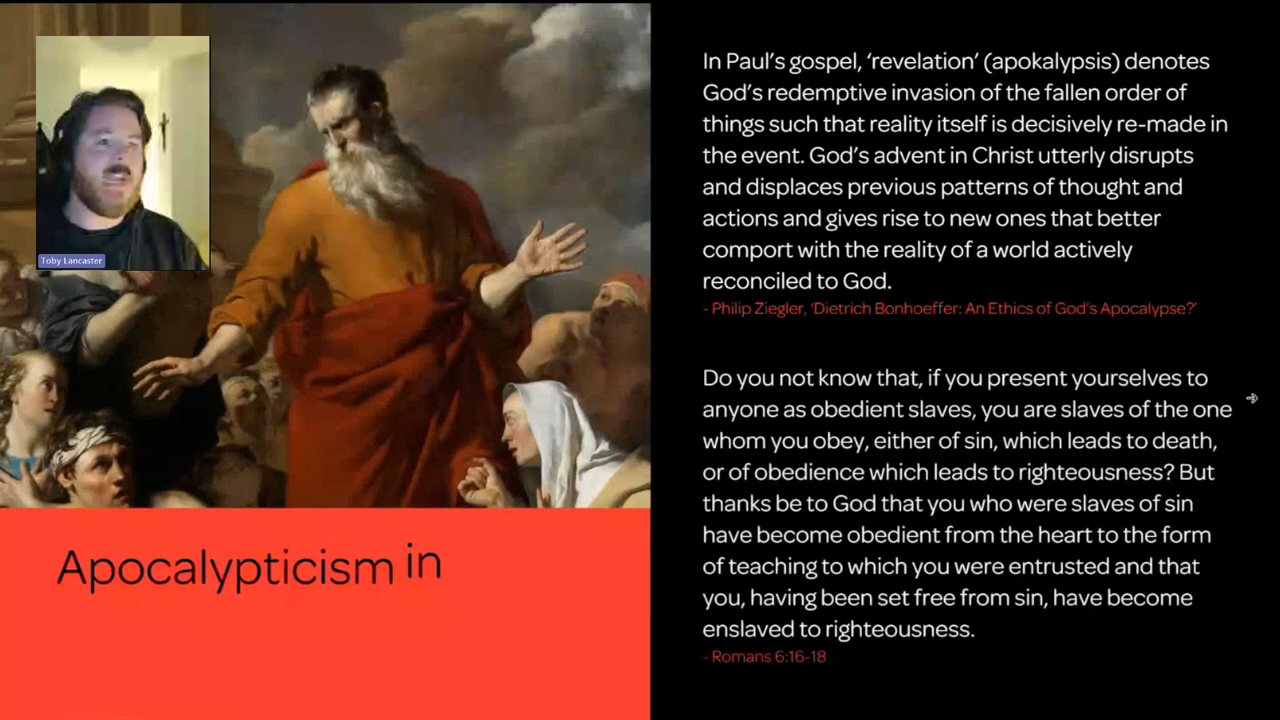 Toby Lancaster
Apocalypticism in
In Paul's gospel, ‘revelation’ (apokalypsis) denotes
God's redemptive invasion of the fallen order of
things such that reality itself is decisively re-made in
the event. God's advent in Christ utterly disrupts
and displaces previous patterns of thought and
actions and gives rise to new ones that better
comport with the reality of a world actively
reconciled to God.
- Philip Ziegler, ‘Dietrich Bonhoeffer: An Ethics of God's Apocalypse?’
Do you not know that, if you present yourselves to
anyone as obedient slaves, you are slaves of the one
whom you obey, either of sin, which leads to death,
or of obedience which leads to righteousness? But
thanks be to God that you who were slaves of sin
have become obedient from the heart to the form
of teaching to which you were entrusted and that
you, having been set free from sin, have become
enslaved to righteousness.
- Romans 6:16-18